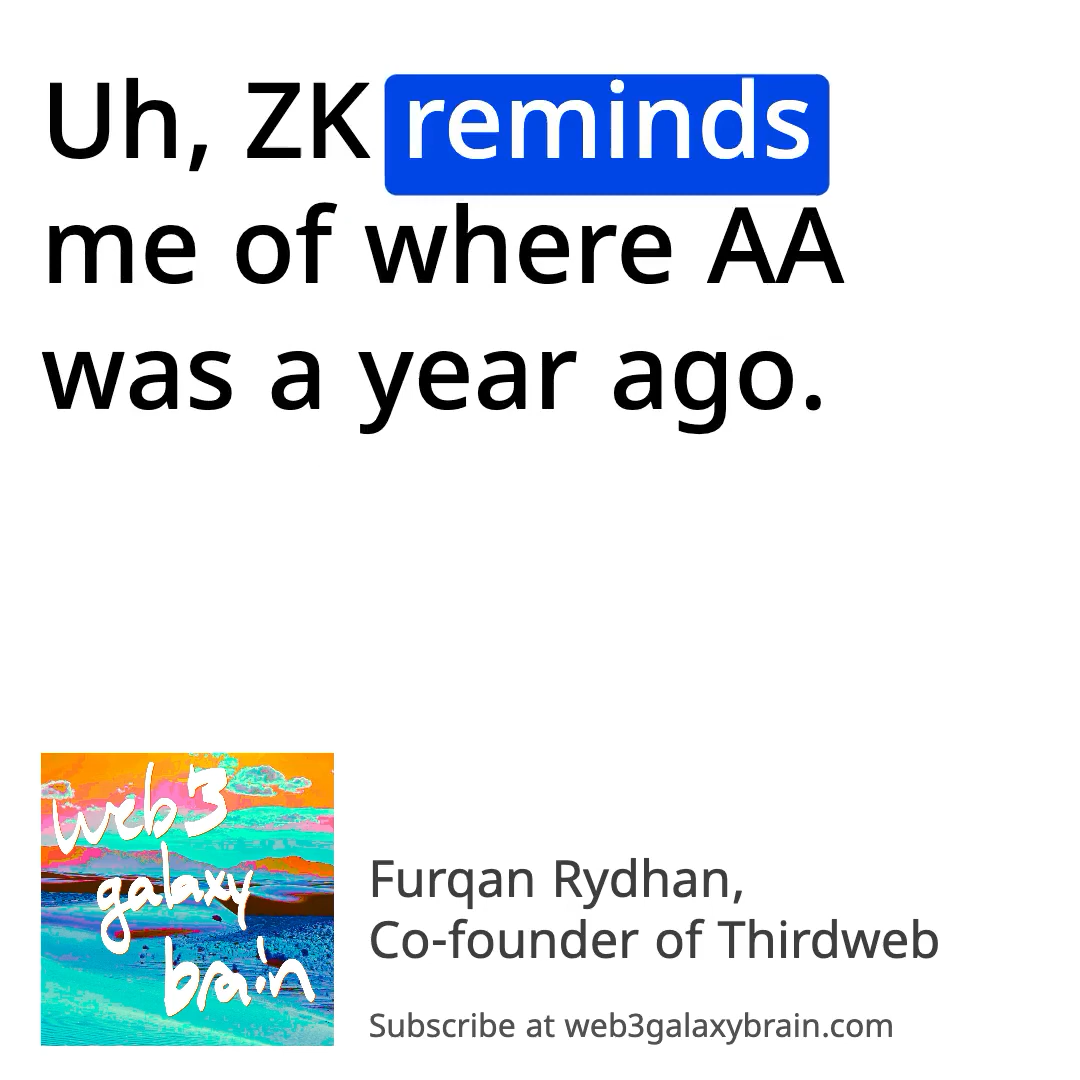 Uh, ZK reminds
me of where AA
was a year ago.
web3
galaxy
brain
Furqan Rydhan,
Co-founder of Thirdweb
Subscribe at web3galaxybrain.com